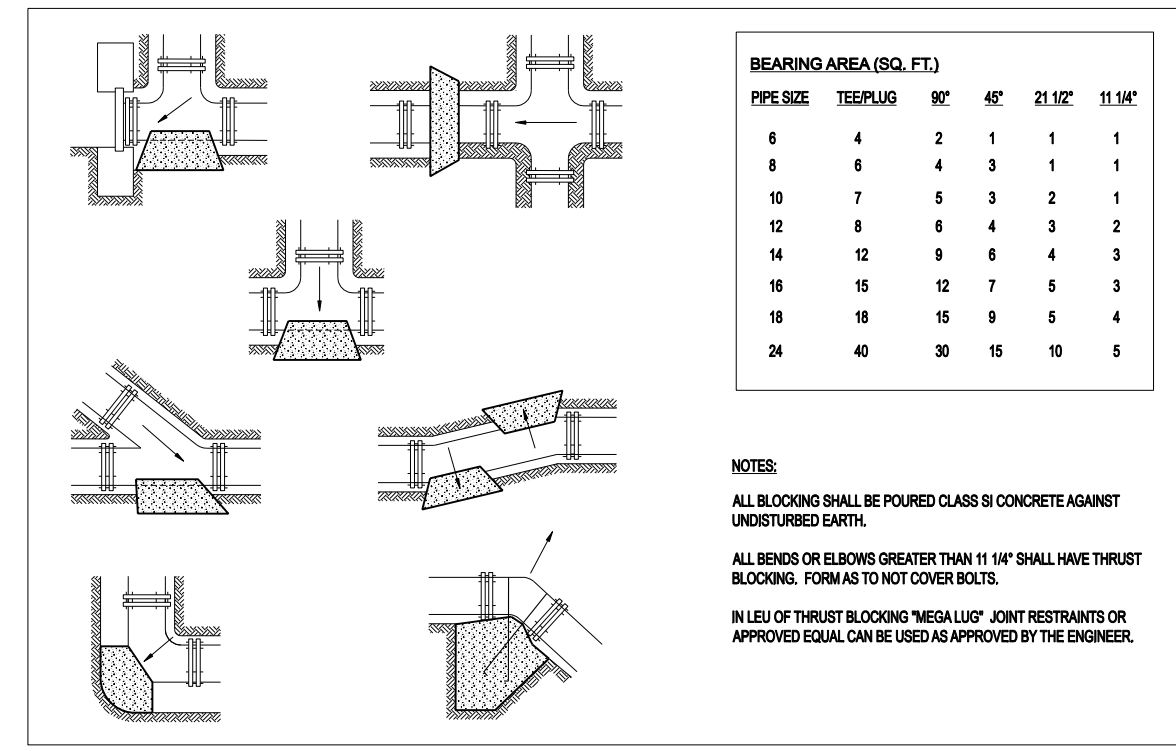 BEARING AREA (SQ. FT.)
PIPE SIZE TEE/PLUG 90° 45° 21 1/2° 11 1/4°
6 4 2 1 1 1
8 6 4 3 1 1
10 7 5 3 2 1
12 8 6 4 3 2
14 12 9 6 4 3
16 15 12 7 5 3
18 18 15 9 5 4
24 40 30 15 10 5
NOTES:
ALL BLOCKING SHALL BE POURED CLASS SI CONCRETE AGAINST
UNDISTURBED EARTH.
ALL BENDS OR ELBOWS GREATER THAN 11 1/4° SHALL HAVE THRUST
BLOCKING. FORM AS TO NOT COVER BOLTS.
IN LEU OF THRUST BLOCKING "MEGA LUG" JOINT RESTRAINTS OR
APPROVED EQUAL CAN BE USED AS APPROVED BY THE ENGINEER.